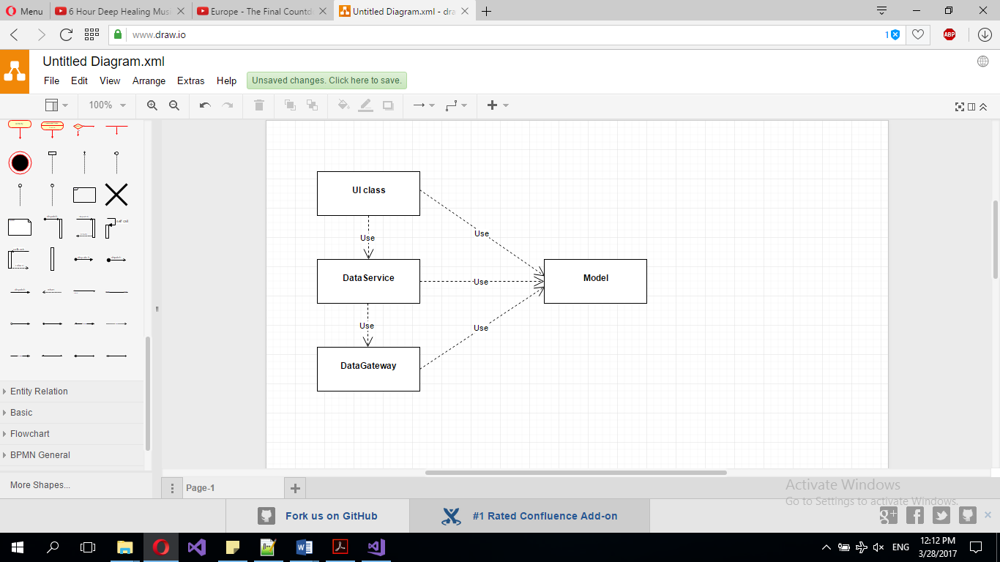 Menu
6 Hour Deep Healing Mus
Europe - The Final Countd
Untitled Diagram.xml - dra
www.draw.io
1
ABP
Untitled Diagram.xml
File Edit View Arrange Extras Help
Unsaved changes. Click here to save.
100%
UI class
Use
Use
DataService
Use
Model
Use
Use
DataGateway
Entity Relation
Basic
Flowchart
BPMN General
More Shapes...
Page-1
Activate Windows
Go to Settings to activate Windows.
Fork us on GitHub
#1 Rated Confluence Add-on
ENG
12:12 PM
3/28/2017